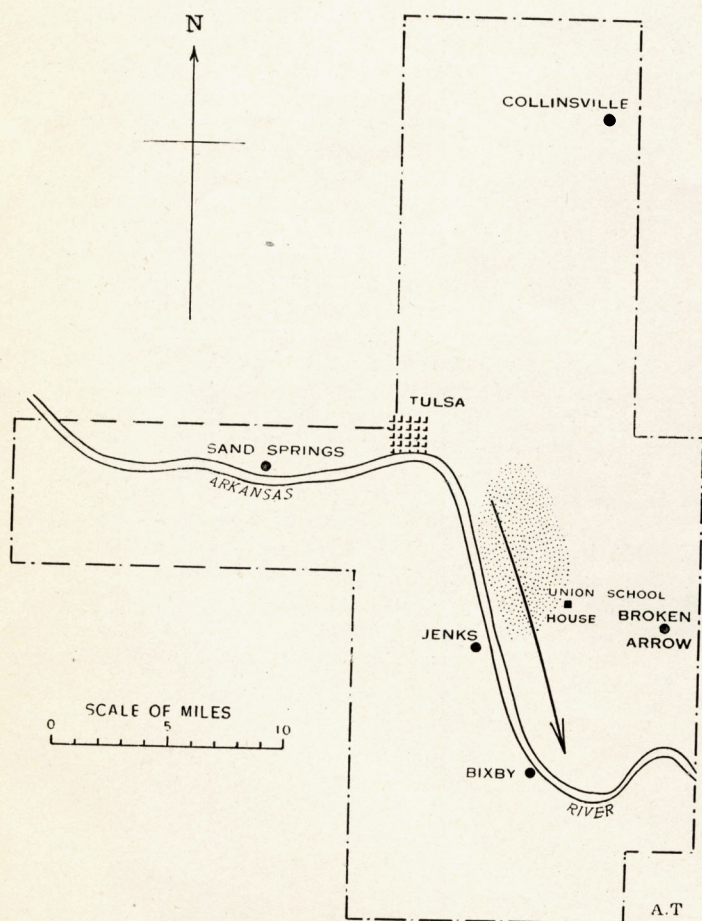 N
COLLINSVILLE
TULSA
SAND SPRINGS
ARKANSAS
UNION SCHOOL
HOUSE
BROKEN
ARROW
JENKS
SCALE OF MILES
0 5 10
BIXBY
RIVER
A.T